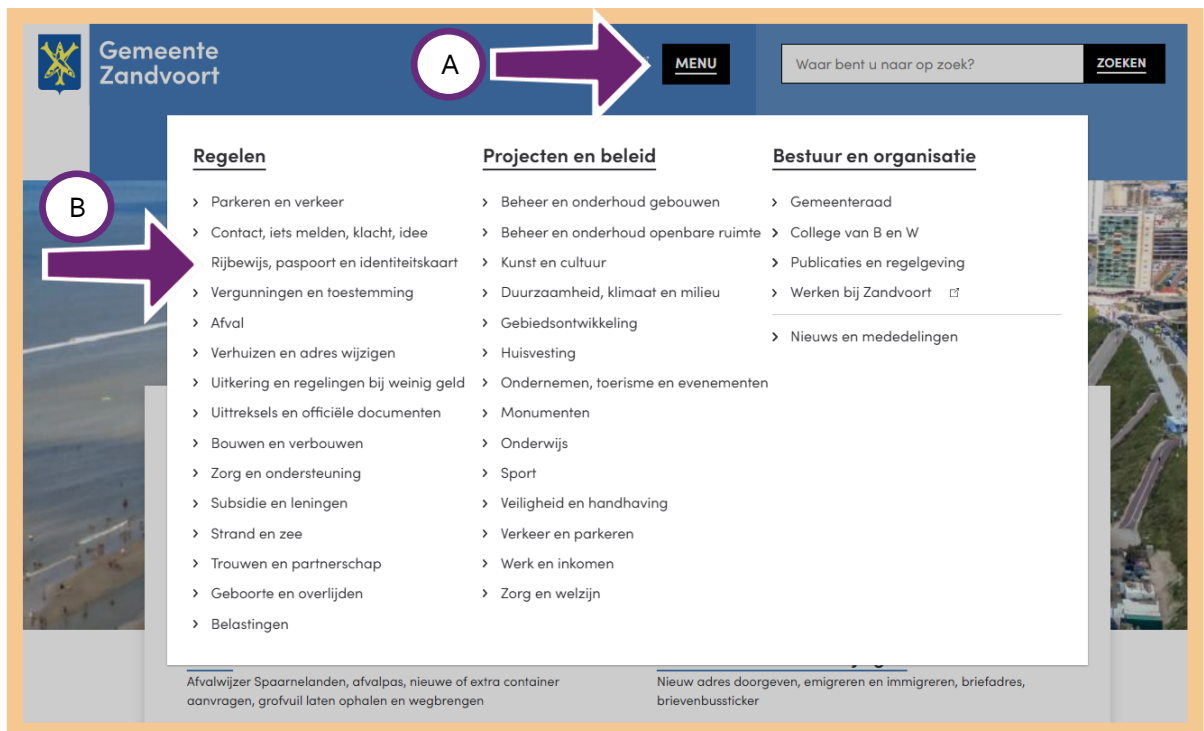 Gemeente
Zandvoort
A
MENU
Waar bent u naar op zoek?
ZOEKEN
B
Regelen
Parkeren en verkeer
Contact, iets melden, klacht, idee
Rijbewijs, paspoort en identiteitskaart
Vergunningen en toestemming
Afval
Verhuizen en adres wijzigen
Uitkering en regelingen bij weinig geld
Uittreksels en officiële documenten
Bouwen en verbouwen
Zorg en ondersteuning
Subsidie en leningen
Strand en zee
Trouwen en partnerschap
Geboorte en overlijden
Belastingen
Projecten en beleid
Beheer en onderhoud gebouwen
Beheer en onderhoud openbare ruimte
Kunst en cultuur
Duurzaamheid, klimaat en milieu
Gebiedsontwikkeling
Huisvesting
Ondernemen, toerisme en evenementen
Monumenten
Onderwijs
Sport
Veiligheid en handhaving
Verkeer en parkeren
Werk en inkomen
Zorg en welzijn
Bestuur en organisatie
Gemeenteraad
College van B en W
Publicaties en regelgeving
Werken bij Zandvoort
Nieuws en mededelingen
Afvalwijzer Spaarnelanden, afvalpas, nieuwe of extra container
aanvragen, grofvuil laten ophalen en wegbrengen
Nieuw adres doorgeven, emigreren en immigreren, briefadres,
brievenbussticker